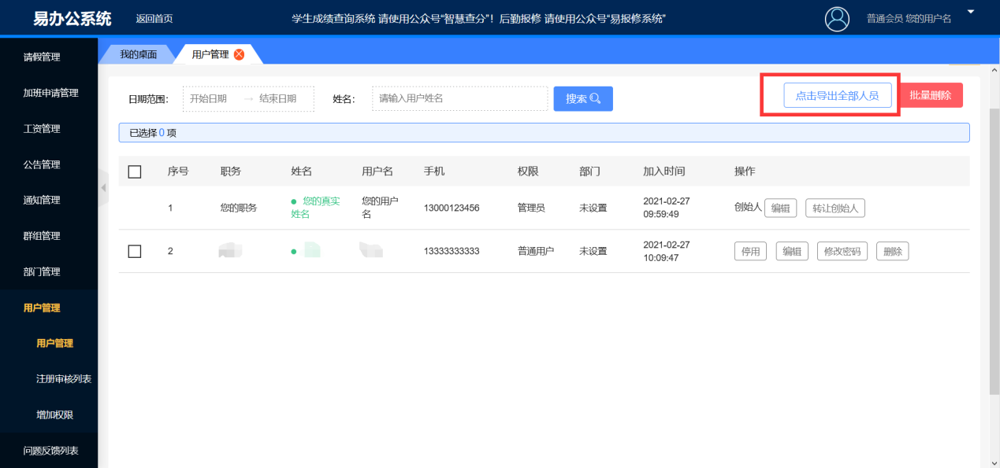 易办公系统
返回首页
学生成绩查询系统 请使用公众号“智慧查分”！后勤报修 请使用公众号“易报修系统”
普通会员 您的用户名
请假管理
加班申请管理
工资管理
公告管理
通知管理
群组管理
部门管理
用户管理
用户管理
注册审核列表
增加权限
问题反馈列表
我的桌面
用户管理
日期范围： 开始日期 → 结束日期 姓名： 请输入用户姓名 搜索 点击导出全部人员 批量删除
已选择 0 项
序号 职务 姓名 用户名 手机 权限 部门 加入时间 操作
1 您的职务 您的真实姓名 您的用户名 13000123456 管理员 未设置 2021-02-27 09:59:49 创始人 编辑 转让创始人
2 13333333333 普通用户 未设置 2021-02-27 10:09:47 停用 编辑 修改密码 删除